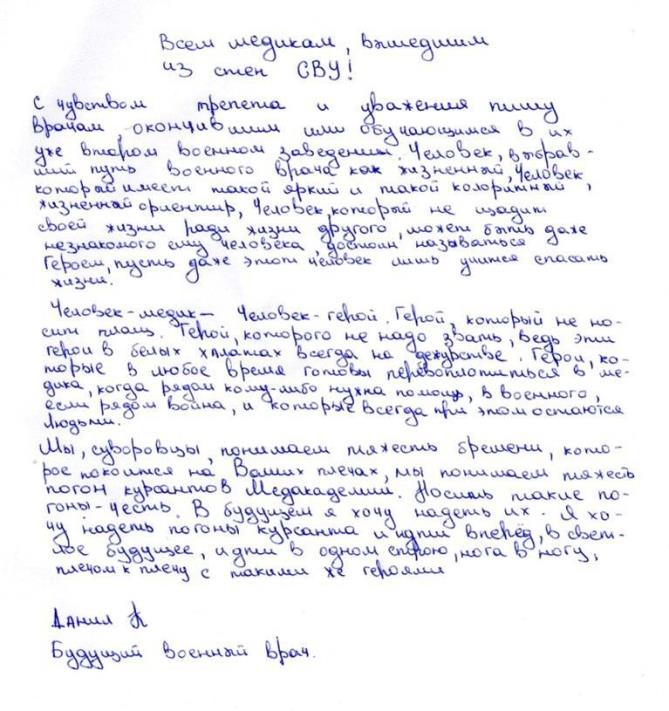 Всем медикам, вышедшим
из стен СВУ!
С чувством трепета и уважения пишу
врачам, окончившим или обучающимся в их
уже втором военном заведении. Человек, выбрав-
ший путь военного врача как жизненный, Человек
который имеет такой яркий и такой колоритный,
жизненный ориентир, Человек, который не щадит
своей жизни ради жизни другого, может быть даже
незнакомого ему человека, достоин называться
Героем, пусть даже этот человек лишь учится спасать
жизни.
Человек-медик— Человек-герой. Герой, который не но-
сит плащ. Герой, которого не надо звать, ведь эти
герои в белых халатах всегда на дежурстве. Герои, ко-
торые в любое время готовы перевоплотиться в ме-
дика, когда рядом кому-либо нужна помощь, в военного,
если рядом война, и которые всегда при этом остаются
Людьми.
Мы, суворовцы, понимаем тяжесть бремени, кото-
рое покоится на Ваших плечах, мы понимаем тяжесть
погон курсантов Медакадемии. Носить такие по-
гоны-честь. В будущем я хочу надеть их. Я хо-
чу надеть погоны курсанта и идти вперёд, в свет-
лое будущее, идти в одном строю, нога в ногу,
плечом к плечу с такими же героями
Данил К
Будущий военный врач.